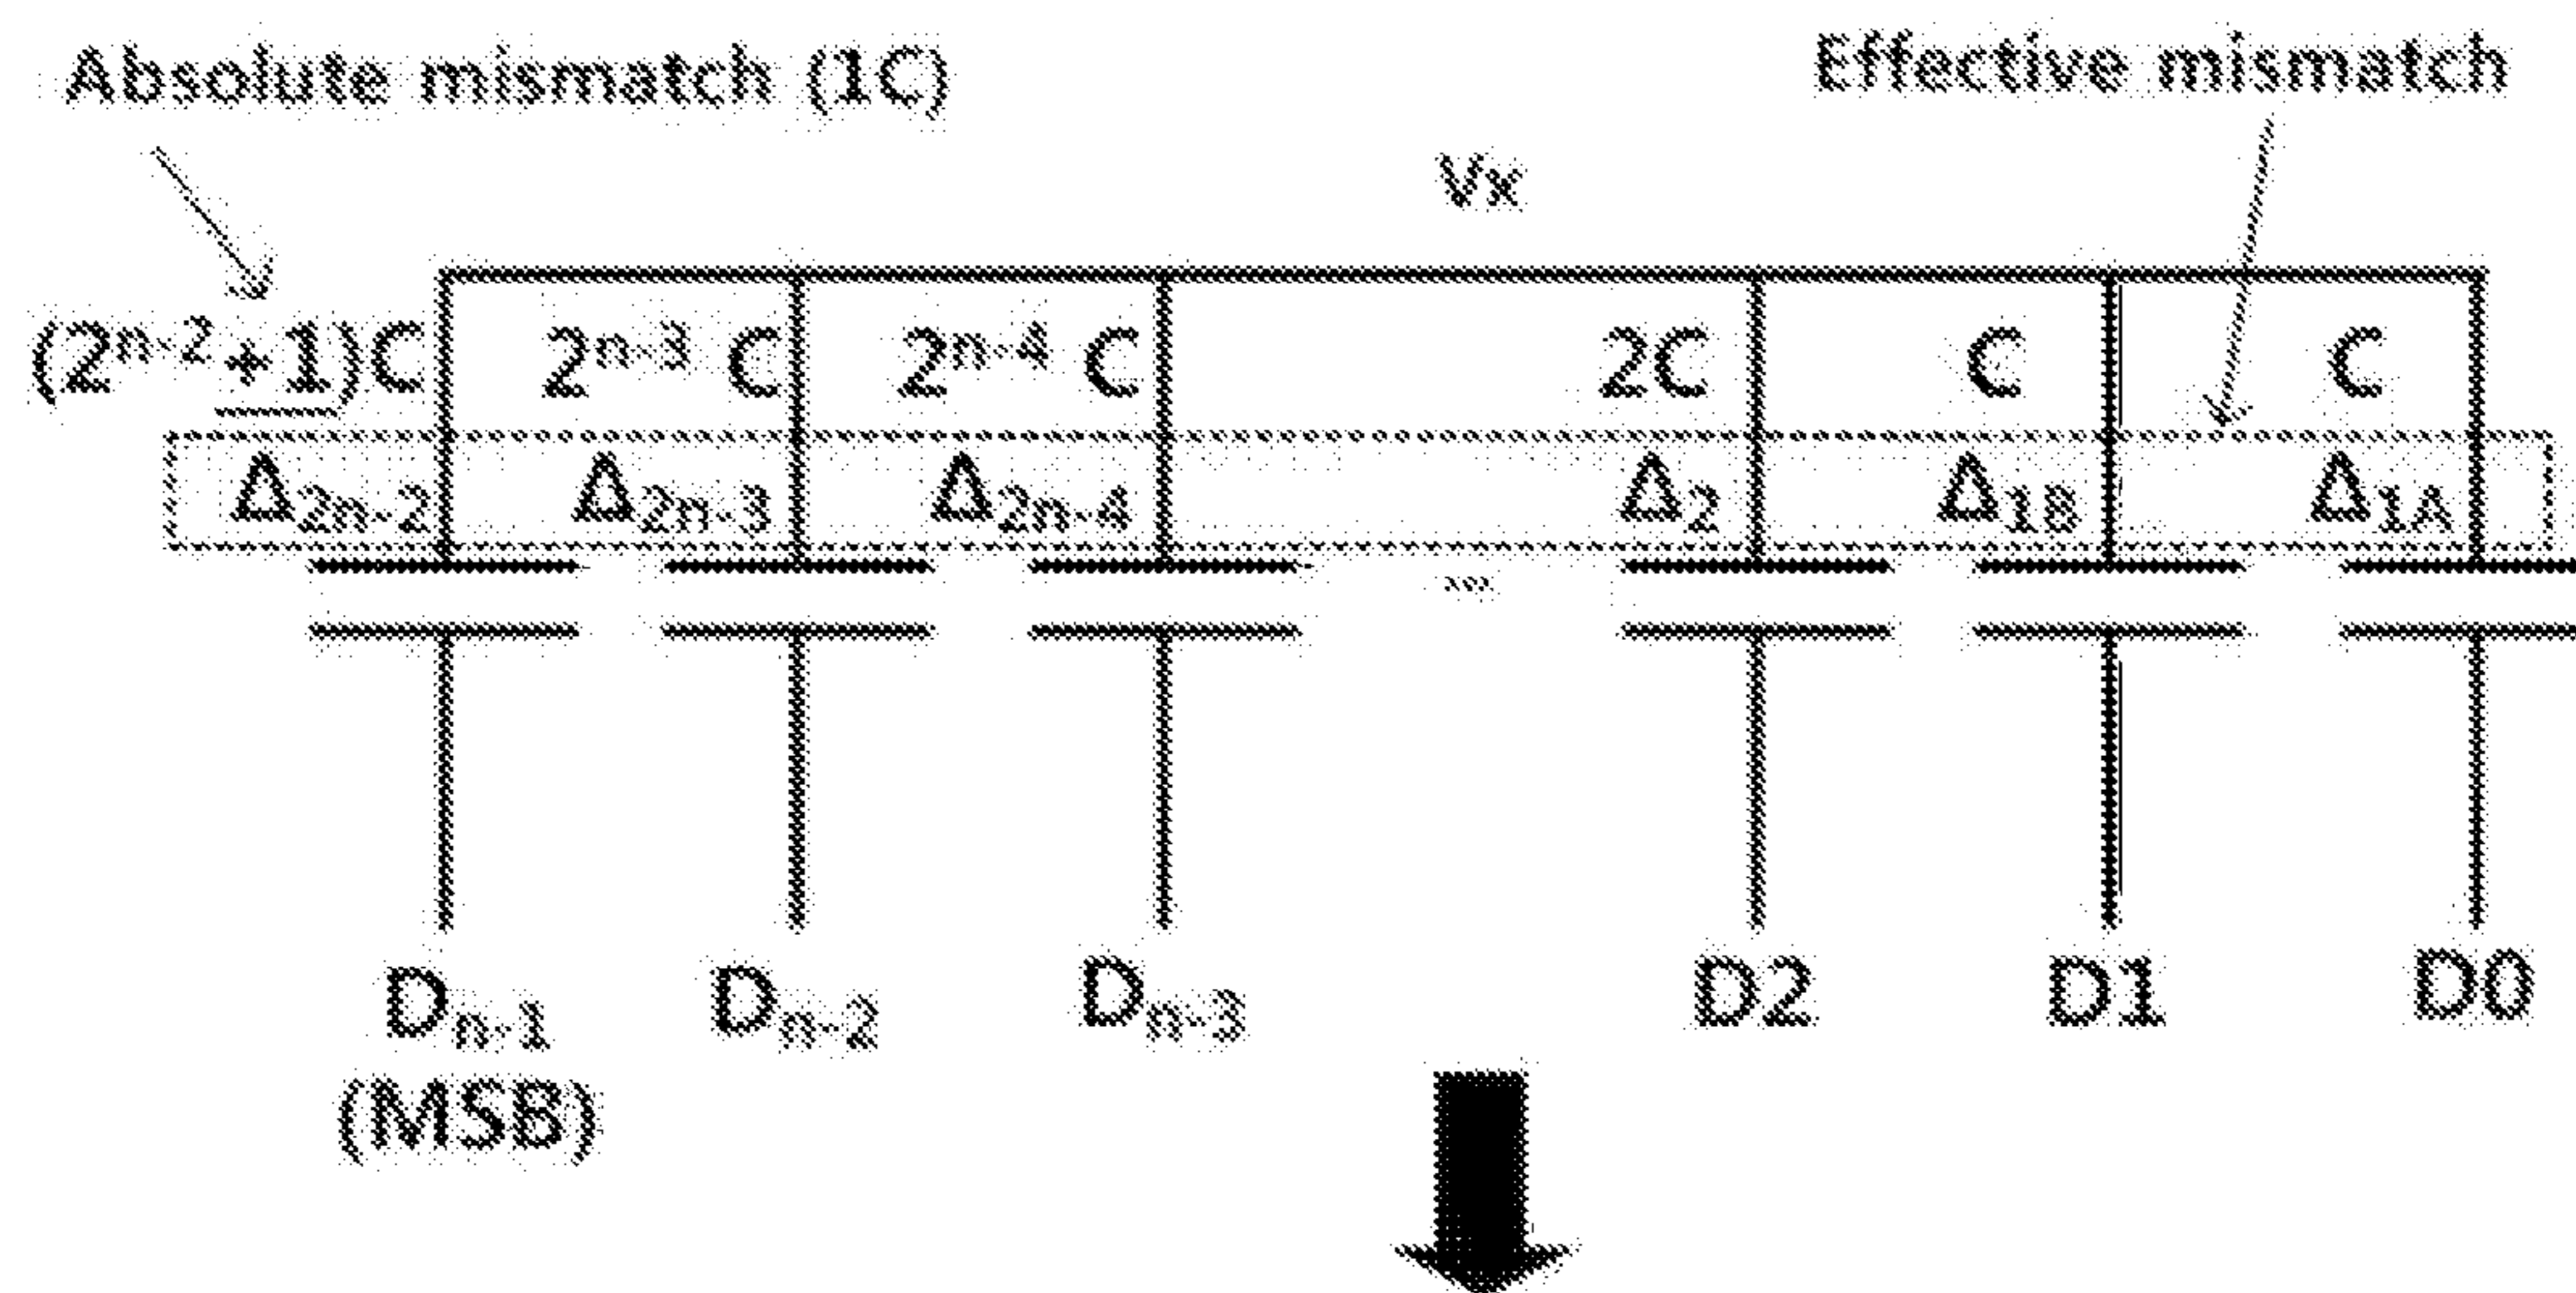 Absolute mismatch (1C) Effective mismatch
Vx
(2ⁿ⁻²+1)C 2ⁿ⁻³ C 2ⁿ⁻⁴ C 2C C C
Δ₂ₙ₋₂ Δ₂ₙ₋₃ Δ₂ₙ₋₄ Δ₂ Δ1B Δ1A
...
Dₙ₋₁ Dₙ₋₂ Dₙ₋₃ D2 D1 D0
(MSB)